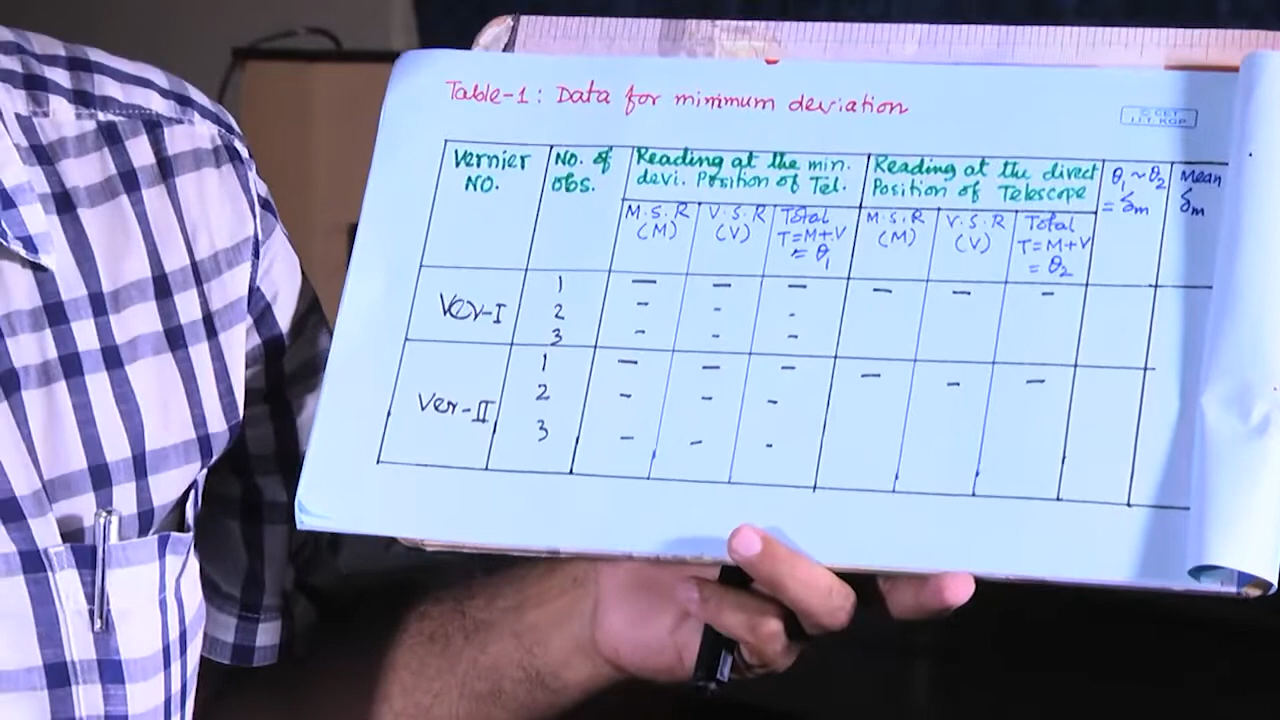 Table-1: Data for minimum deviation
© CET
I.I.T. KGP
Vernier NO.
No. of obs.
Reading at the min. devi. Position of Tel.
Reading at the direct Position of Telescope
θ₁ ~ θ₂ = δm
Mean δm
M.S.R (M)
V.S.R (V)
Total T=M+V = θ₁
M.S.R (M)
V.S.R (V)
Total T=M+V = θ₂
Ver-I
1 — — — — — —
2 - - -
3 - - -
Ver-II
1 — — — — — —
2 - - -
3 - - -